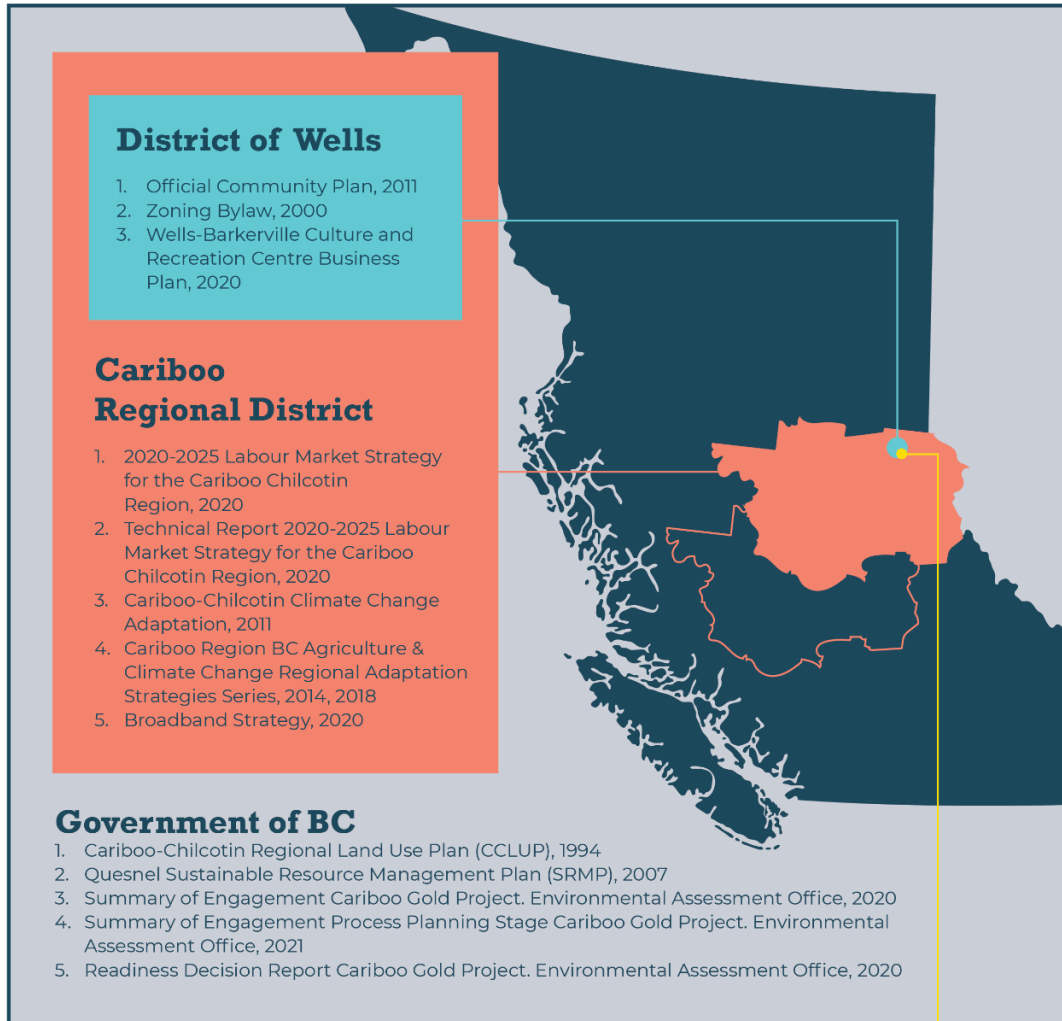 District of Wells
1. Official Community Plan, 2011
2. Zoning Bylaw, 2000
3. Wells-Barkerville Culture and
Recreation Centre Business
Plan, 2020
Cariboo
Regional District
1. 2020-2025 Labour Market Strategy
for the Cariboo Chilcotin
Region, 2020
2. Technical Report 2020-2025 Labour
Market Strategy for the Cariboo
Chilcotin Region, 2020
3. Cariboo-Chilcotin Climate Change
Adaptation, 2011
4. Cariboo Region BC Agriculture &
Climate Change Regional Adaptation
Strategies Series, 2014, 2018
5. Broadband Strategy, 2020
Government of BC
1. Cariboo-Chilcotin Regional Land Use Plan (CCLUP), 1994
2. Quesnel Sustainable Resource Management Plan (SRMP), 2007
3. Summary of Engagement Cariboo Gold Project. Environmental Assessment Office, 2020
4. Summary of Engagement Process Planning Stage Cariboo Gold Project. Environmental
Assessment Office, 2021
5. Readiness Decision Report Cariboo Gold Project. Environmental Assessment Office, 2020